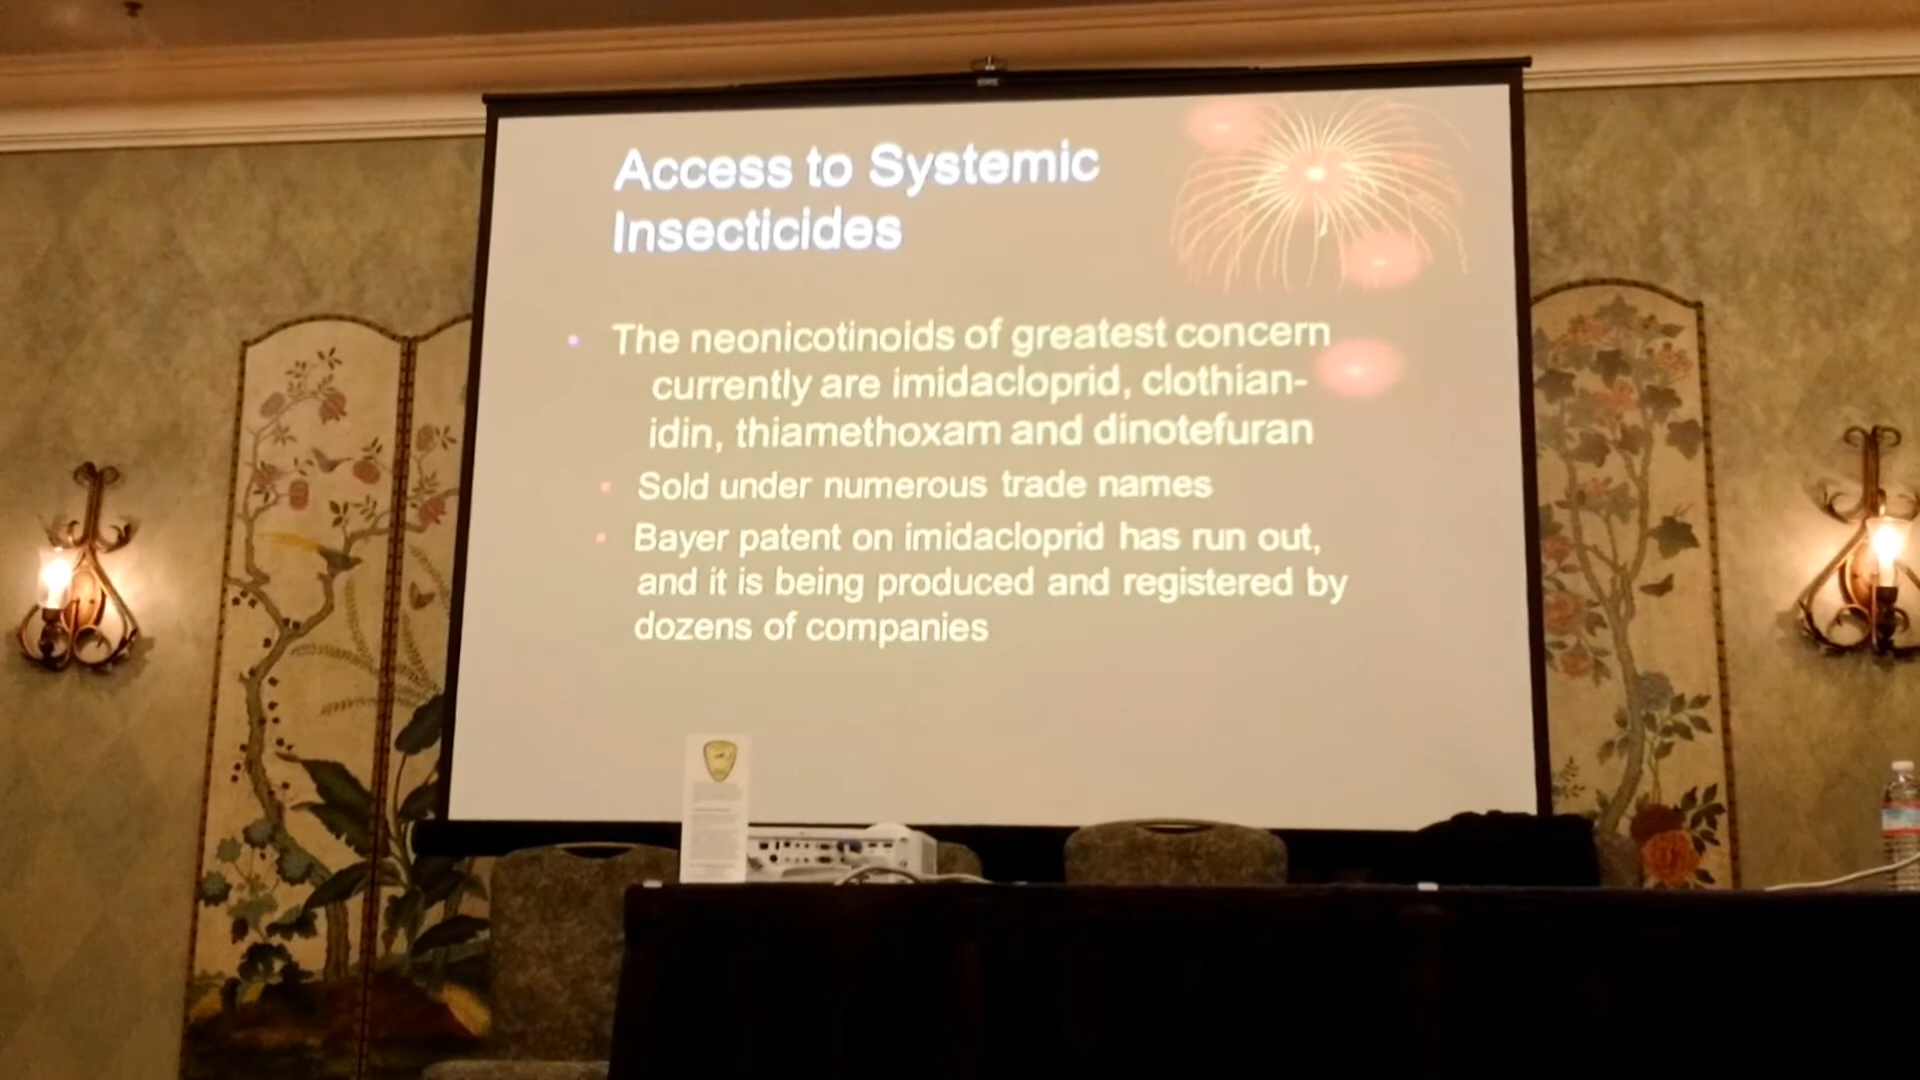 Access to Systemic
Insecticides
• The neonicotinoids of greatest concern
currently are imidacloprid, clothian-
idin, thiamethoxam and dinotefuran
• Sold under numerous trade names
• Bayer patent on imidacloprid has run out,
and it is being produced and registered by
dozens of companies